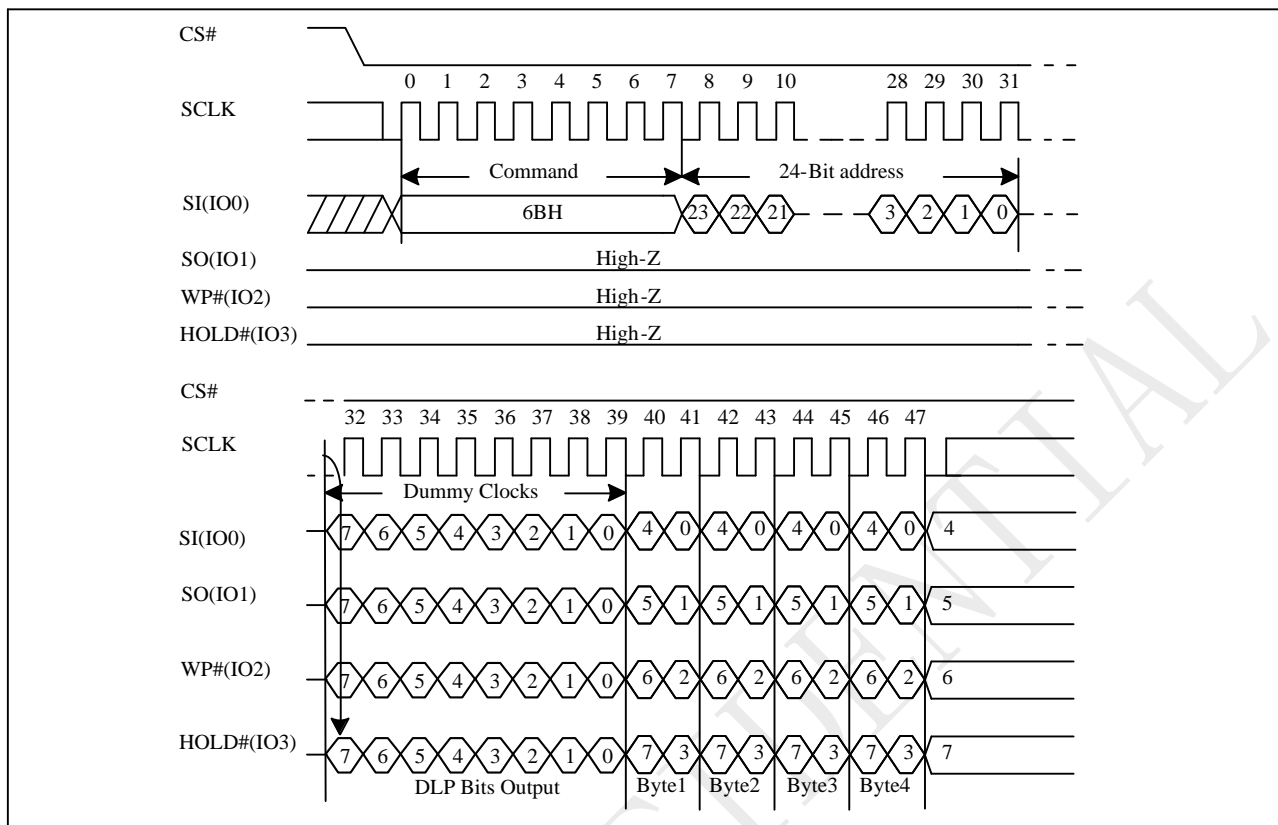 CS#
0 1 2 3 4 5 6 7 8 9 10 28 29 30 31
SCLK
Command 24-Bit address
SI(IO0) 6BH 23 22 21 3 2 1 0
SO(IO1) High-Z
WP#(IO2) High-Z
HOLD#(IO3) High-Z
CS#
32 33 34 35 36 37 38 39 40 41 42 43 44 45 46 47
SCLK
Dummy Clocks
SI(IO0) 7 6 5 4 3 2 1 0 4 0 4 0 4 0 4 0 4
SO(IO1) 7 6 5 4 3 2 1 0 5 1 5 1 5 1 5 1 5
WP#(IO2) 7 6 5 4 3 2 1 0 6 2 6 2 6 2 6 2 6
HOLD#(IO3) 7 6 5 4 3 2 1 0 7 3 7 3 7 3 7 3 7
DLP Bits Output Byte1 Byte2 Byte3 Byte4